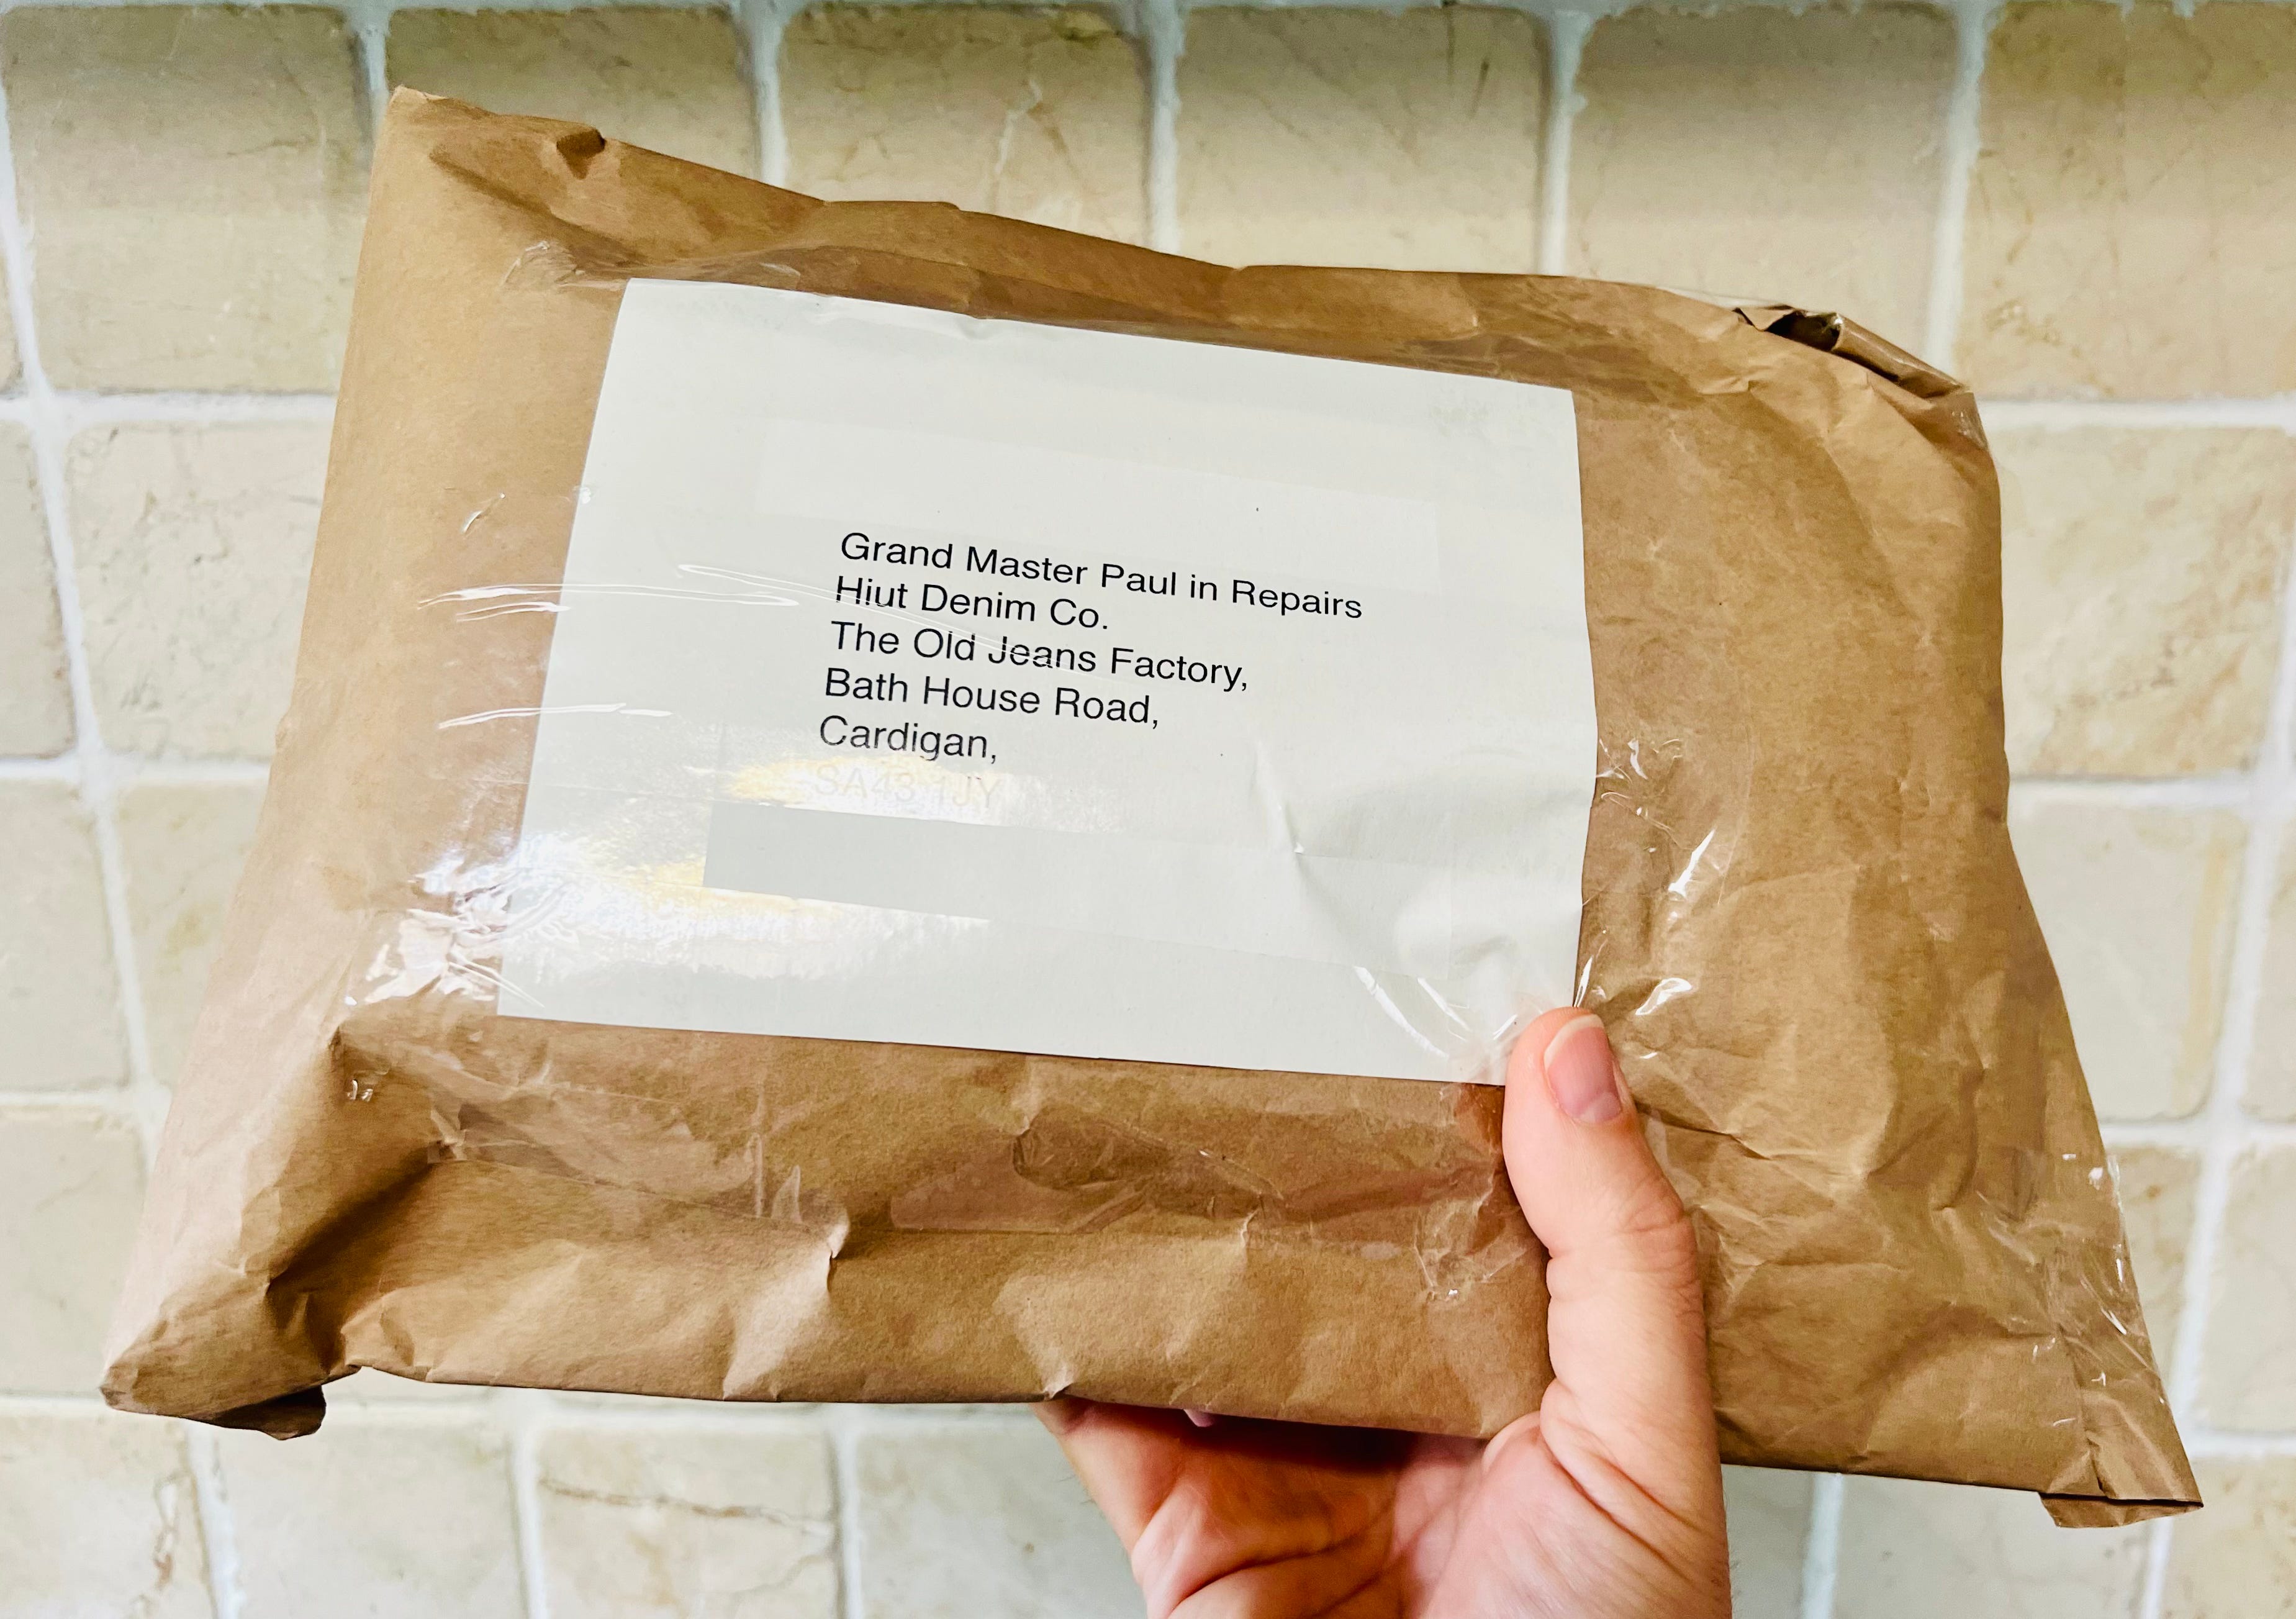 Grand Master Paul in Repairs
Hiut Denim Co.
The Old Jeans Factory,
Bath House Road,
Cardigan,
SA43 1JY